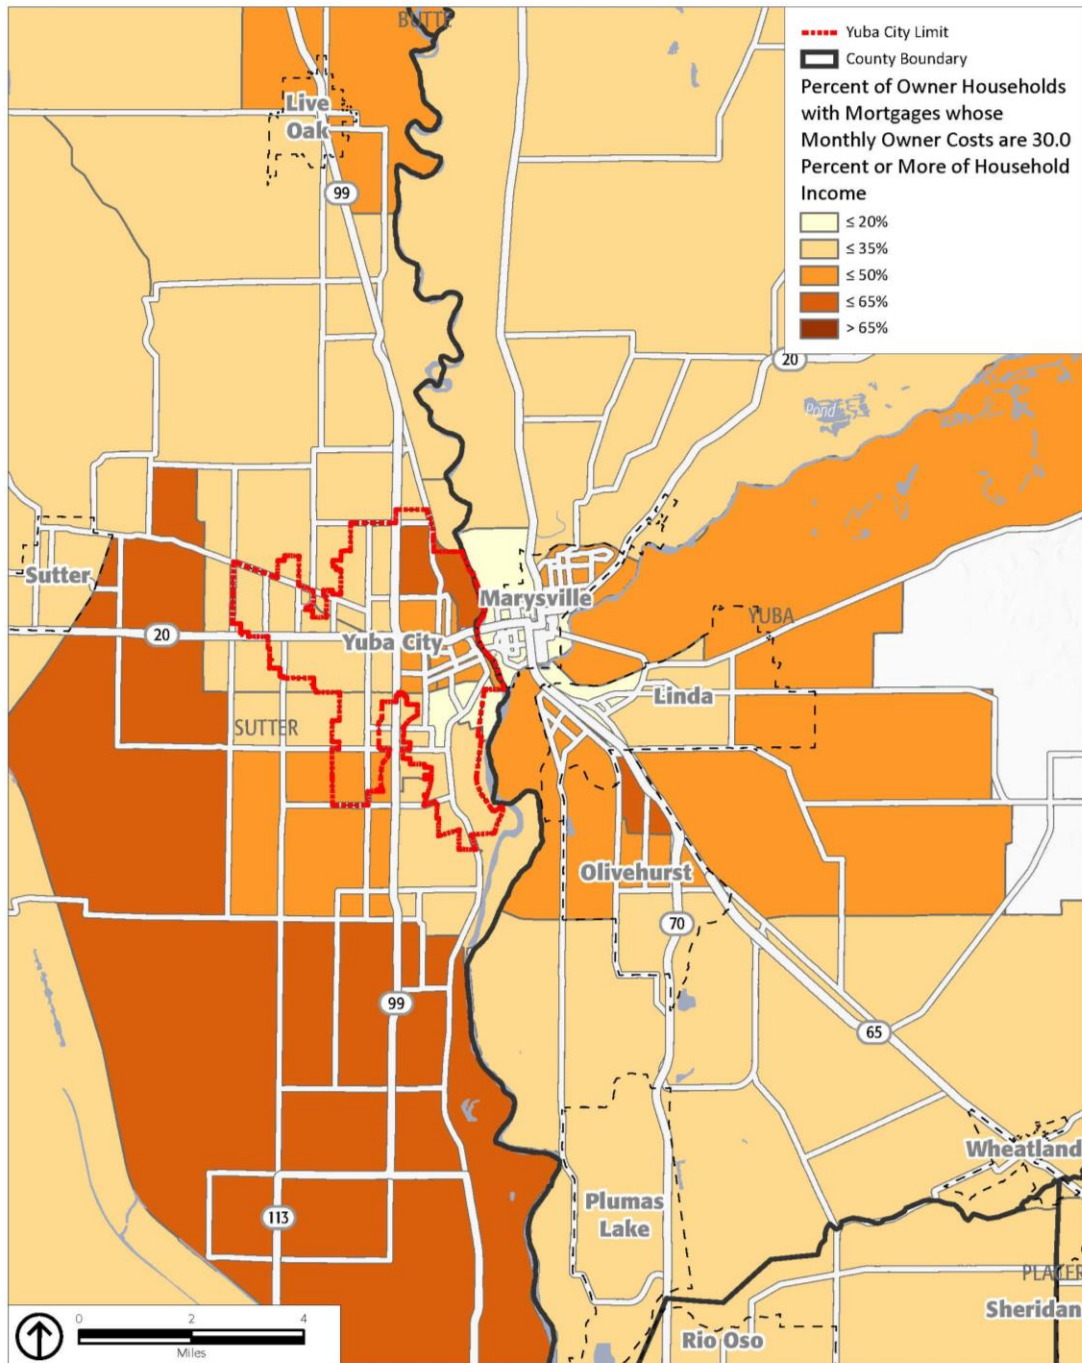 BUTTE
Yuba City Limit
County Boundary
Percent of Owner Households
with Mortgages whose
Monthly Owner Costs are 30.0
Percent or More of Household
Income
≤ 20%
≤ 35%
≤ 50%
≤ 65%
> 65%
Live
Oak
99
20
Pond
Sutter
Marysville
20
Yuba City
YUBA
Linda
SUTTER
Olivehurst
70
99
65
Wheatland
Plumas
Lake
113
PLACER
Sheridan
Rio Oso
0 2 4
Miles